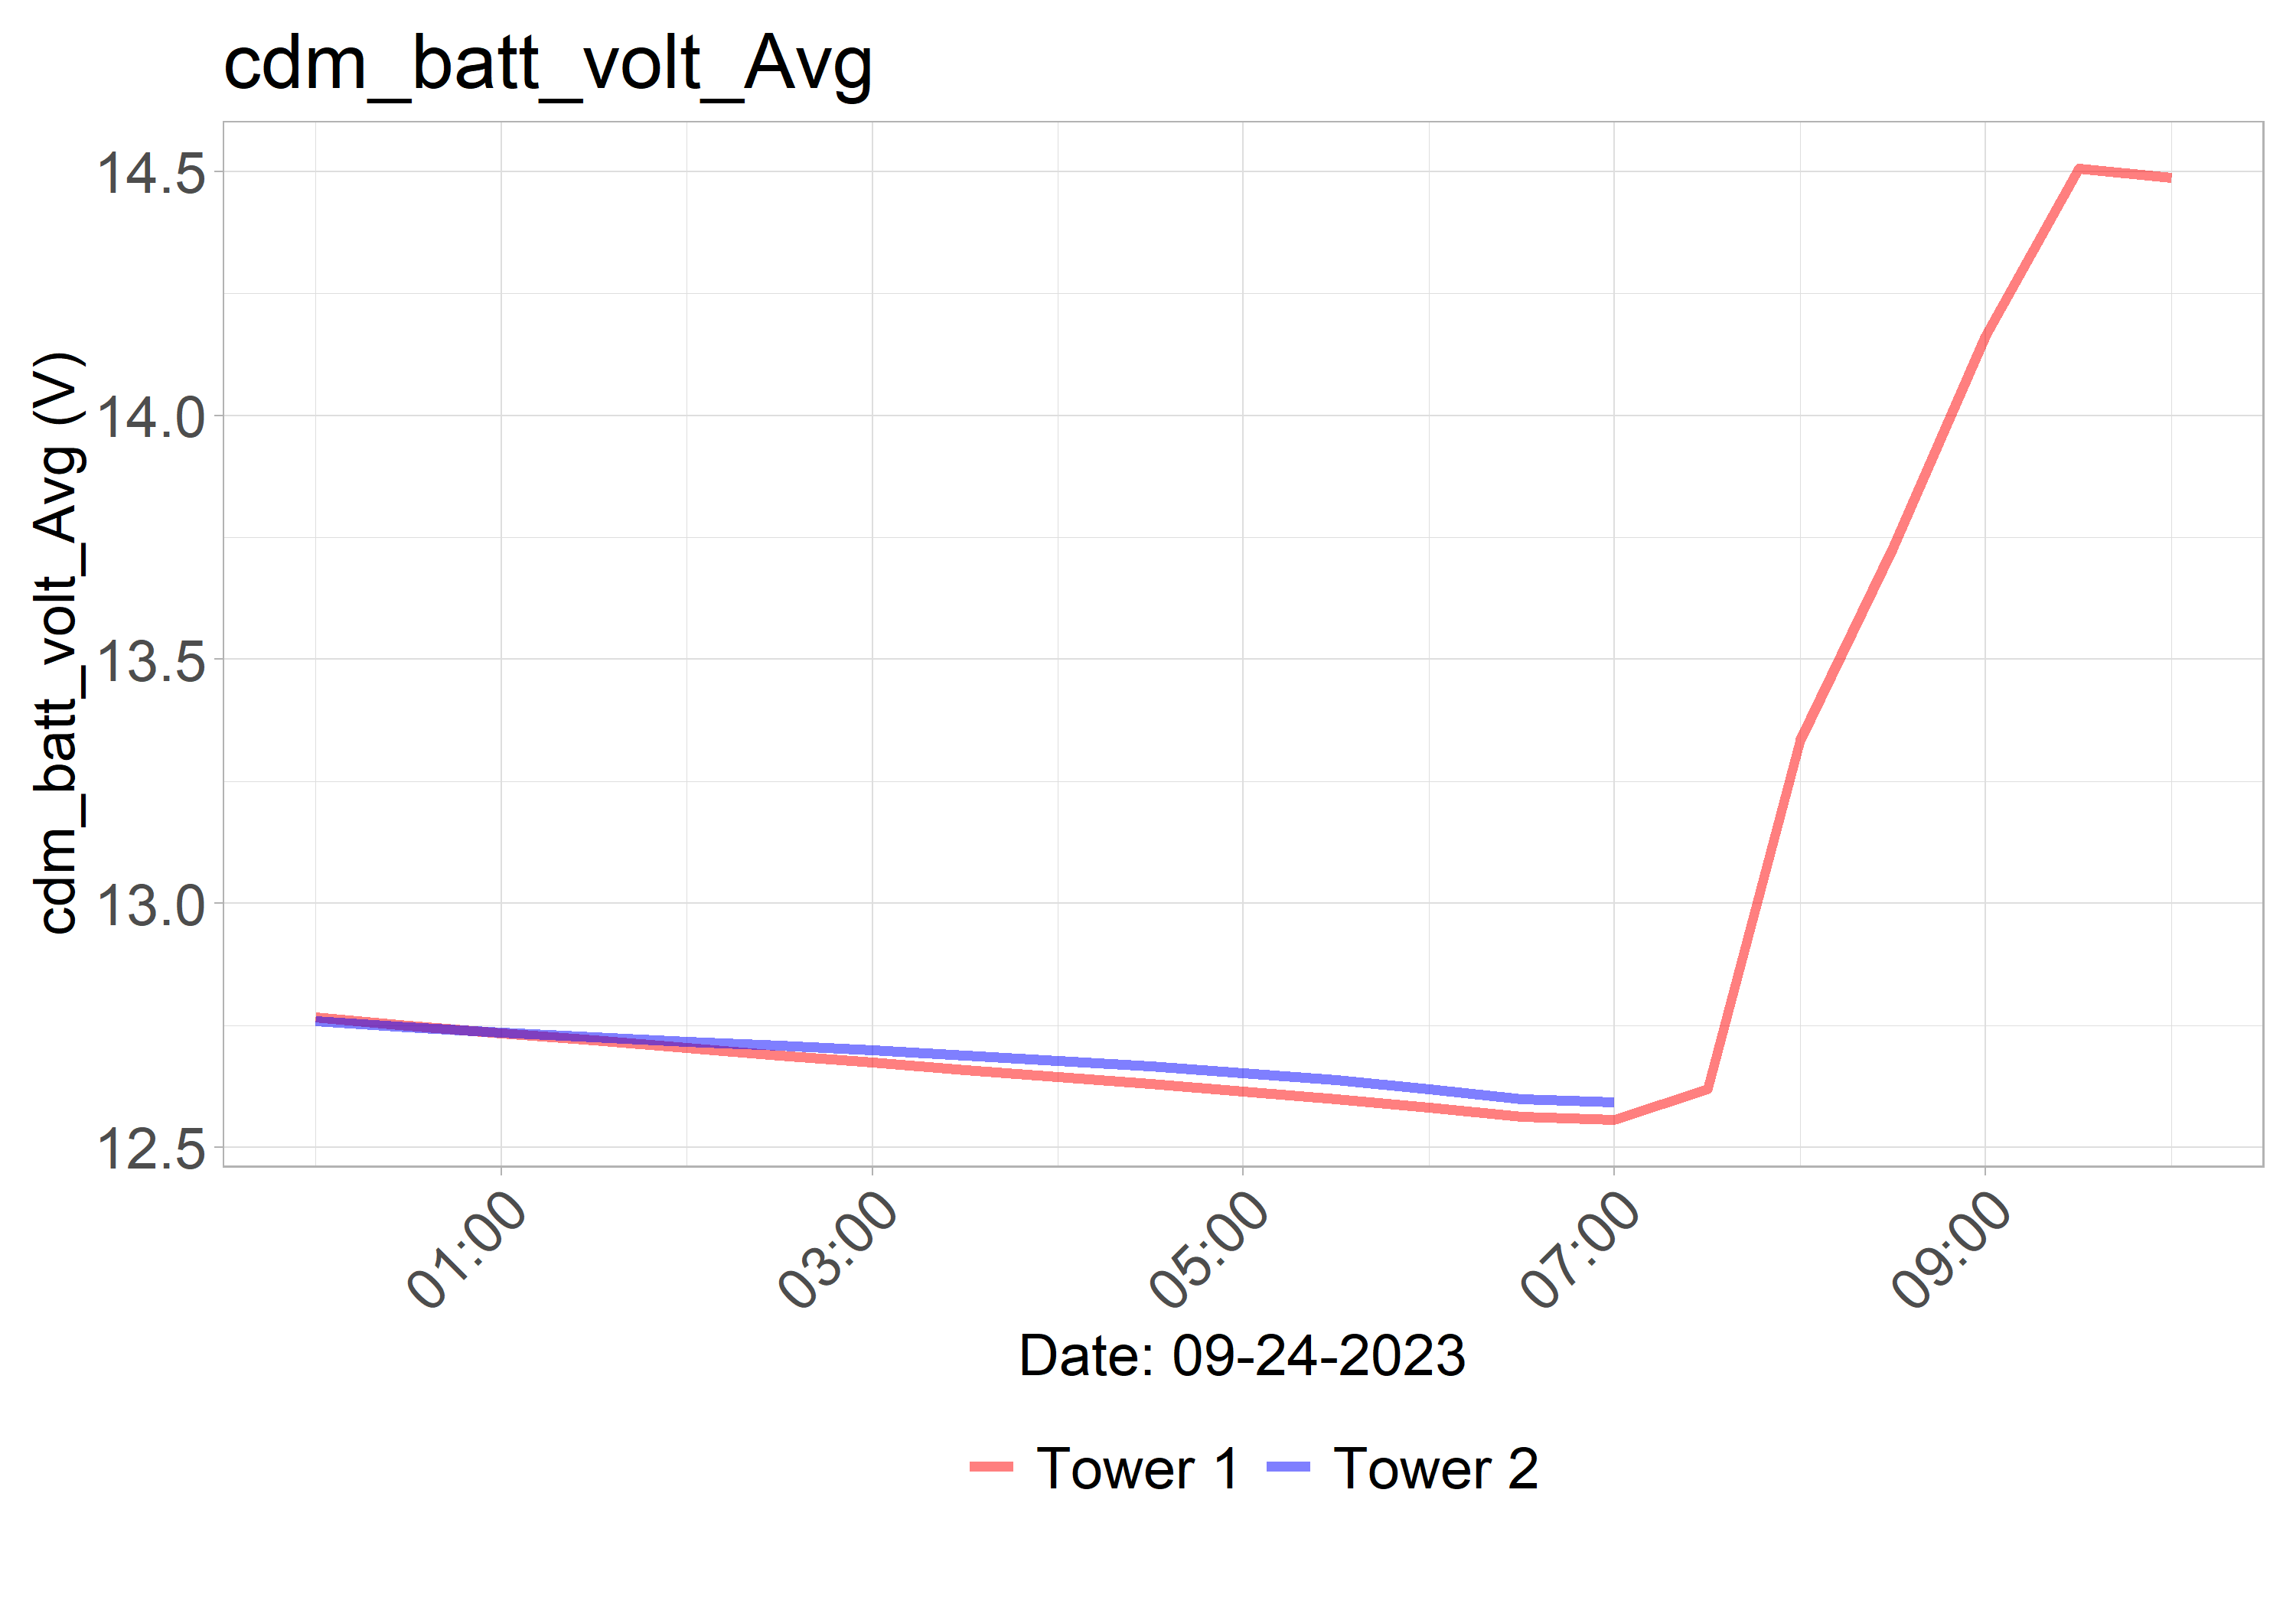 cdm_batt_volt_Avg
cdm_batt_volt_Avg (V)
14.5
14.0
13.5
13.0
12.5
01:00
03:00
05:00
07:00
09:00
Date: 09-24-2023
Tower 1
Tower 2